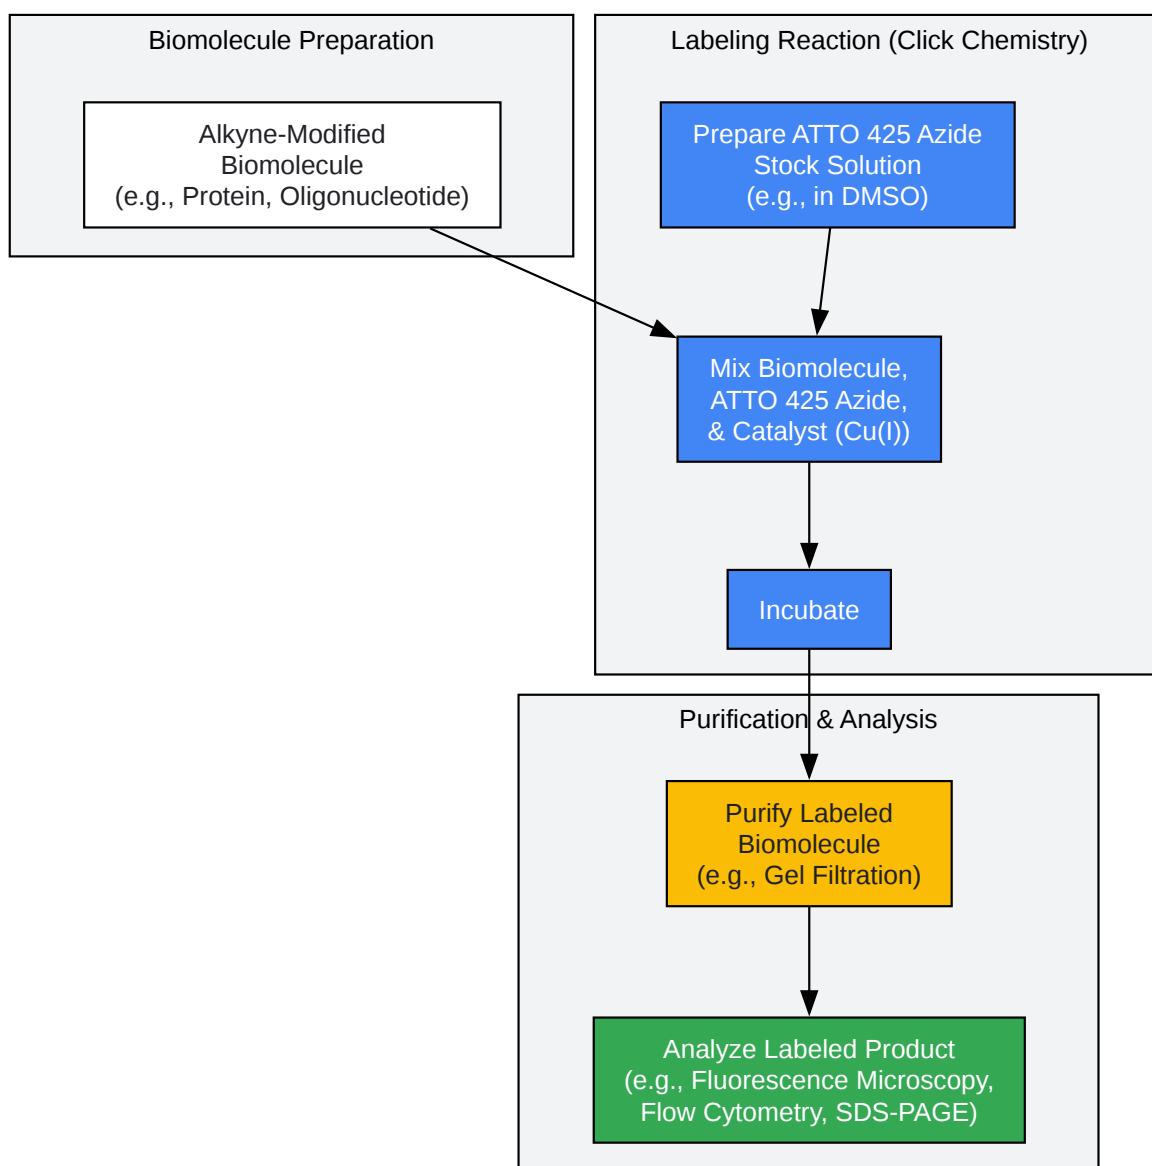 Biomolecule Preparation
Alkyne-Modified
Biomolecule
(e.g., Protein, Oligonucleotide)
Labeling Reaction (Click Chemistry)
Prepare ATTO 425 Azide
Stock Solution
(e.g., in DMSO)
Mix Biomolecule,
ATTO 425 Azide,
& Catalyst (Cu(I))
Incubate
Purification & Analysis
Purify Labeled
Biomolecule
(e.g., Gel Filtration)
Analyze Labeled Product
(e.g., Fluorescence Microscopy,
Flow Cytometry, SDS-PAGE)